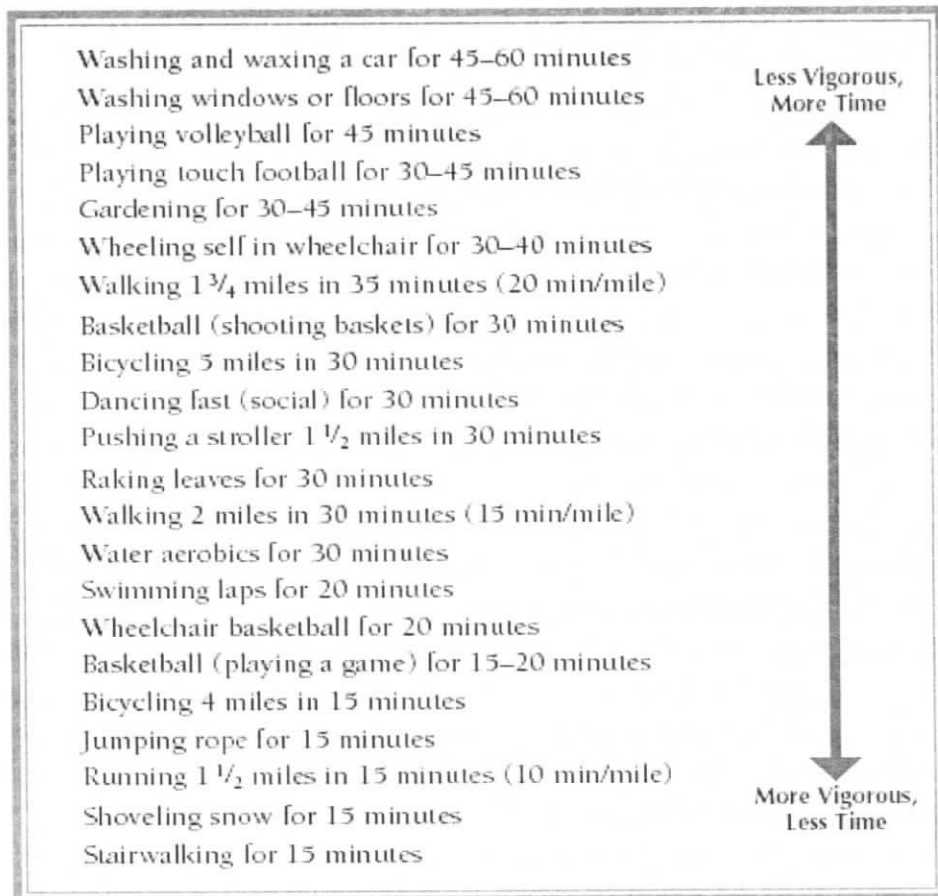 Washing and waxing a car for 45–60 minutes
Washing windows or floors for 45–60 minutes
Playing volleyball for 45 minutes
Playing touch football for 30–45 minutes
Gardening for 30–45 minutes
Wheeling self in wheelchair for 30–40 minutes
Walking 1 3/4 miles in 35 minutes (20 min/mile)
Basketball (shooting baskets) for 30 minutes
Bicycling 5 miles in 30 minutes
Dancing fast (social) for 30 minutes
Pushing a stroller 1 1/2 miles in 30 minutes
Raking leaves for 30 minutes
Walking 2 miles in 30 minutes (15 min/mile)
Water aerobics for 30 minutes
Swimming laps for 20 minutes
Wheelchair basketball for 20 minutes
Basketball (playing a game) for 15–20 minutes
Bicycling 4 miles in 15 minutes
Jumping rope for 15 minutes
Running 1 1/2 miles in 15 minutes (10 min/mile)
Shoveling snow for 15 minutes
Stairwalking for 15 minutes
Less Vigorous,
More Time
More Vigorous,
Less Time